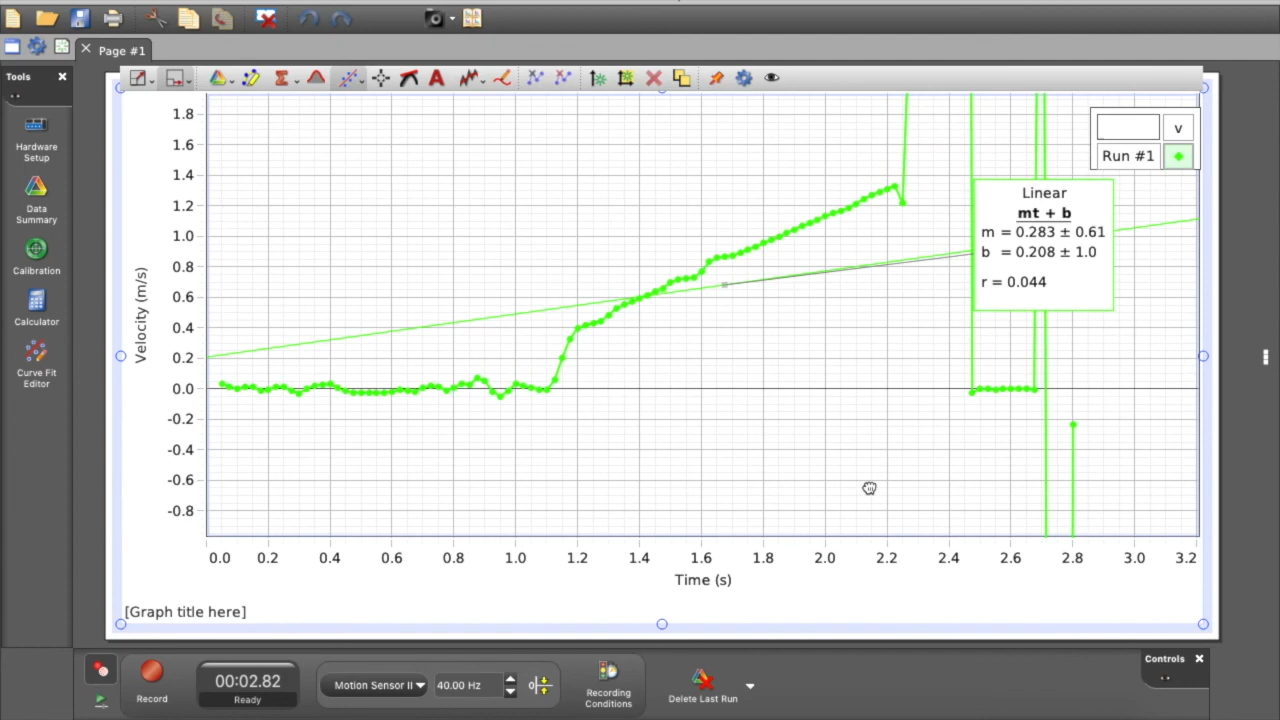 Page #1
Tools
Hardware
Setup
Data
Summary
Calibration
Calculator
Curve Fit
Editor
1.8
1.6
1.4
1.2
1.0
0.8
0.6
0.4
0.2
0.0
-0.2
-0.4
-0.6
-0.8
Velocity (m/s)
v
Run #1
Linear
mt + b
m = 0.283 ± 0.61
b = 0.208 ± 1.0
r = 0.044
0.0 0.2 0.4 0.6 0.8 1.0 1.2 1.4 1.6 1.8 2.0 2.2 2.4 2.6 2.8 3.0 3.2
Time (s)
[Graph title here]
Record
00:02.82
Ready
Motion Sensor II
40.00 Hz
0
Recording
Conditions
Delete Last Run
Controls